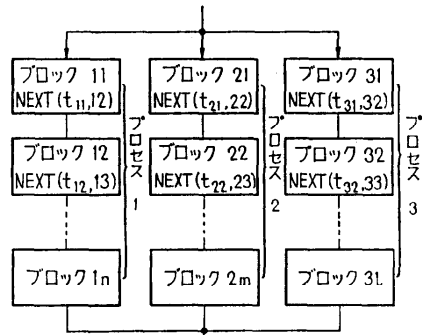 ブロック 11
NEXT(t11,12)
ブロック 12
NEXT(t12,13)
ブロック 1n
プロセス 1
ブロック 21
NEXT(t21,22)
ブロック 22
NEXT(t22,23)
ブロック 2m
プロセス 2
ブロック 31
NEXT(t31,32)
ブロック 32
NEXT(t32,33)
ブロック 3l
プロセス 3